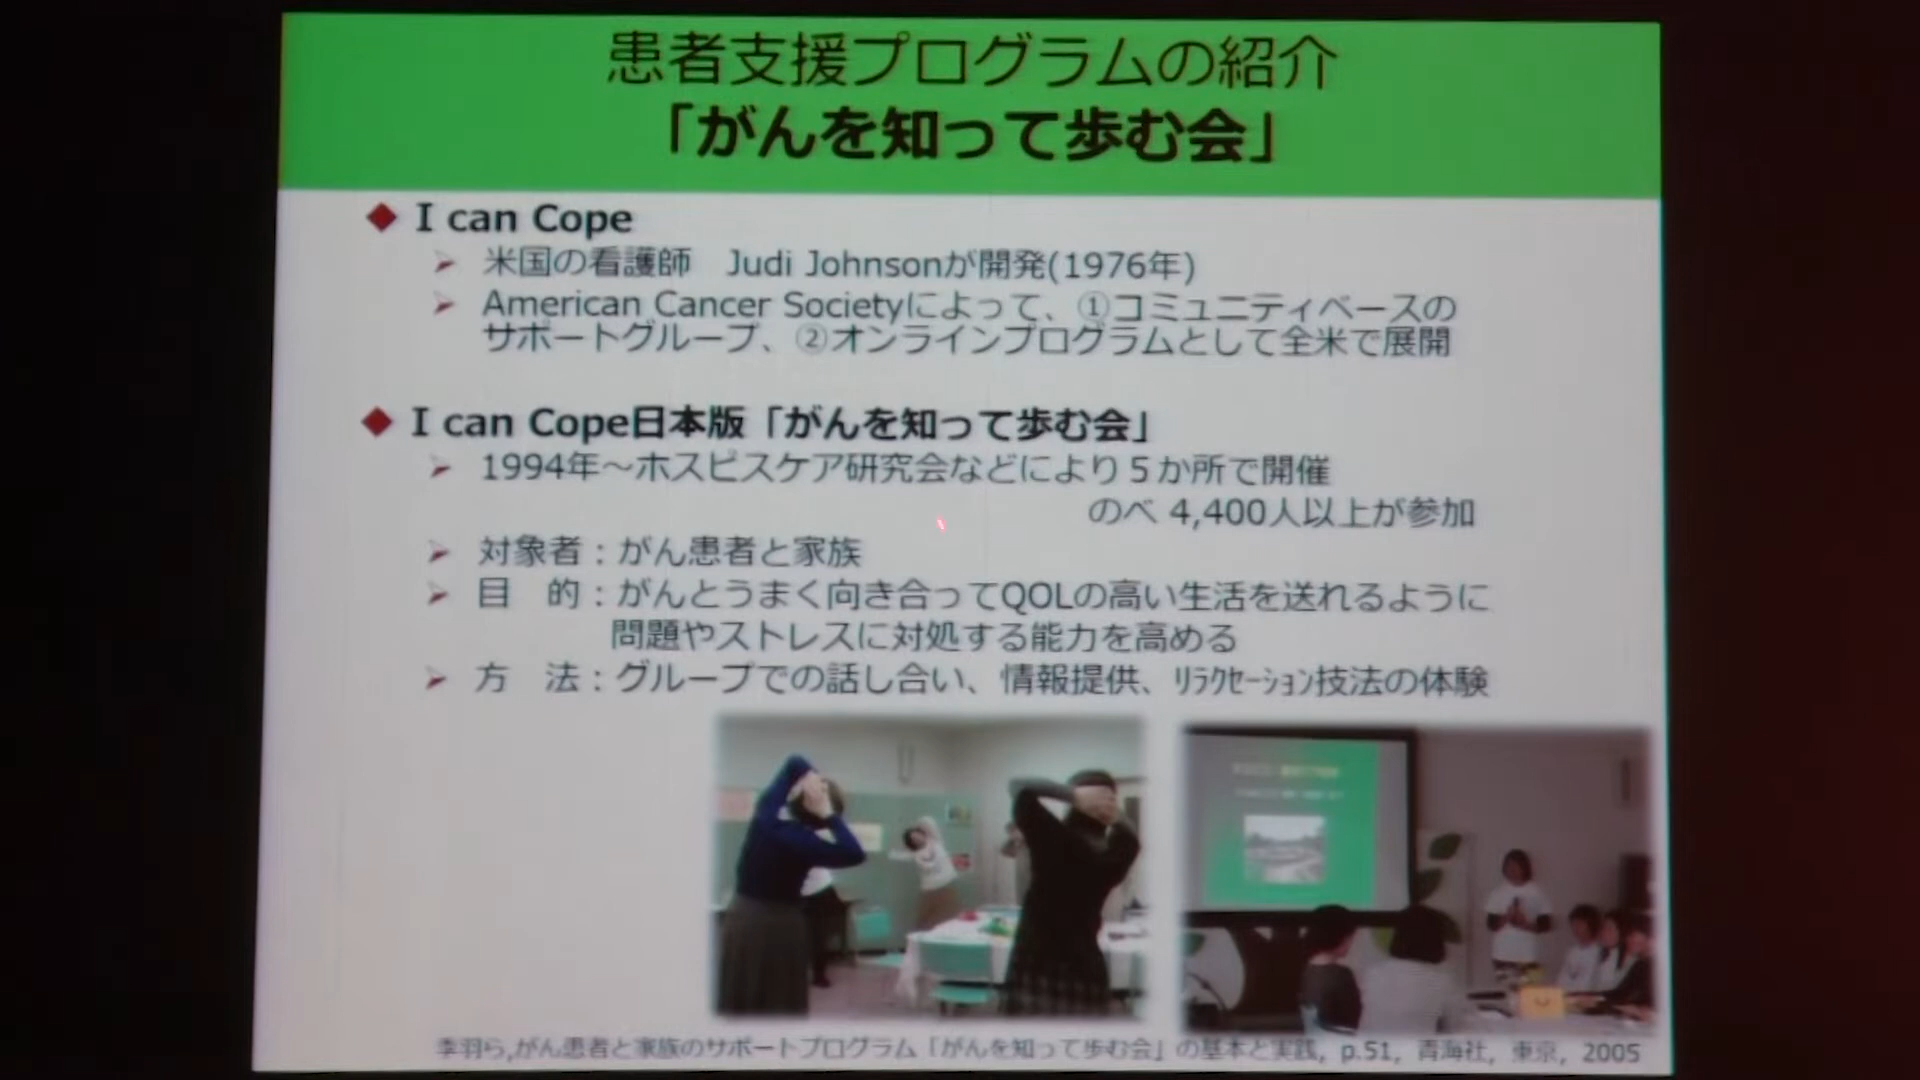 患者支援プログラムの紹介
「がんを知って歩む会」
◆ I can Cope
➢ 米国の看護師　Judi Johnsonが開発(1976年)
➢ American Cancer Societyによって、①コミュニティベースの
サポートグループ、②オンラインプログラムとして全米で展開
◆ I can Cope日本版「がんを知って歩む会」
➢ 1994年～ホスピスケア研究会などにより５か所で開催
のべ 4,400人以上が参加
➢ 対象者：がん患者と家族
➢ 目　的：がんとうまく向き合ってQOLの高い生活を送れるように
問題やストレスに対処する能力を高める
➢ 方　法：グループでの話し合い、情報提供、ﾘﾗｸｾｰｼｮﾝ技法の体験
季羽ら,がん患者と家族のサポートプログラム「がんを知って歩む会」の基本と実践, p.51, 青海社, 東京, 2005